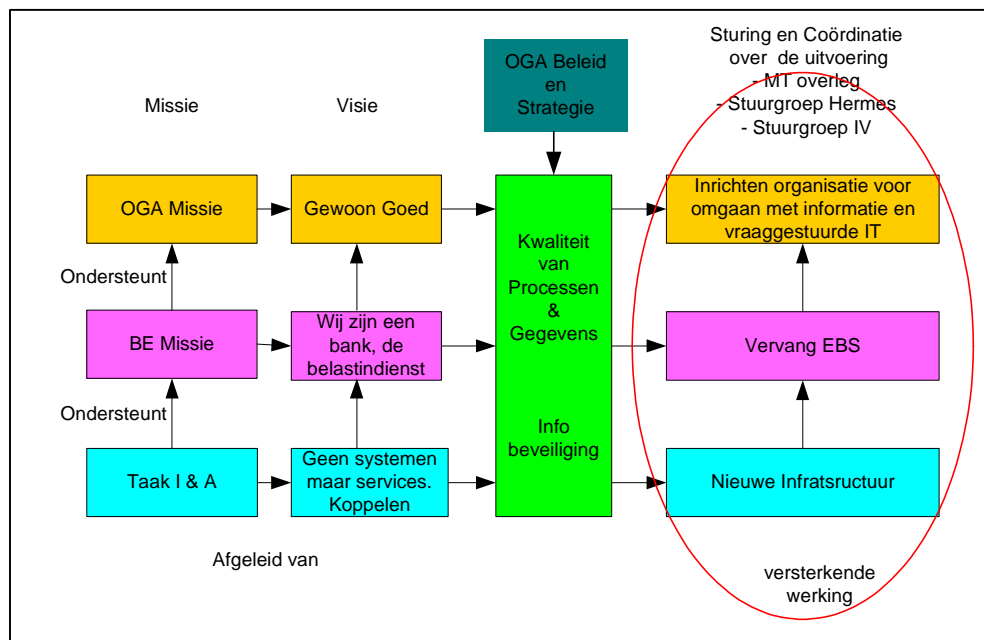 Missie
Visie
OGA Beleid
en
Strategie
Sturing en Coördinatie
over de uitvoering
- MT overleg
- Stuurgroep Hermes
- Stuurgroep IV
OGA Missie
Gewoon Goed
Kwaliteit
van
Processen
&
Gegevens
Info
beveiliging
Inrichten organisatie voor
omgaan met informatie en
vraaggestuurde IT
Ondersteunt
BE Missie
Wij zijn een
bank, de
belastindienst
Vervang EBS
Ondersteunt
Taak I & A
Geen systemen
maar services.
Koppelen
Nieuwe Infratsructuur
Afgeleid van
versterkende
werking